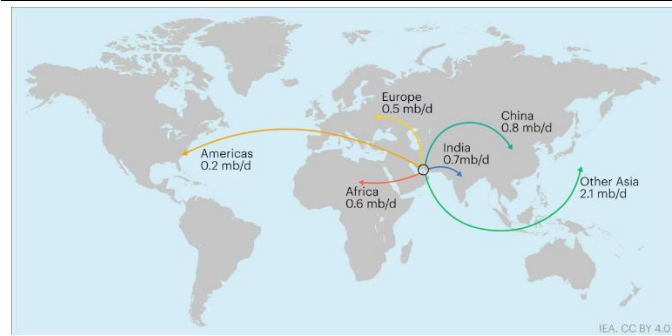 Europe
0.5 mb/d
China
0.8 mb/d
Americas
0.2 mb/d
India
0.7mb/d
Africa
0.6 mb/d
Other Asia
2.1 mb/d
IEA. CC BY 4.0